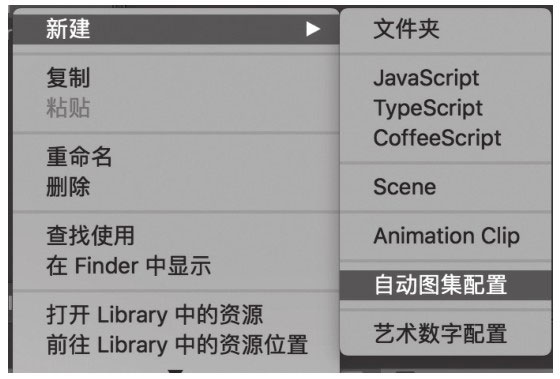 新建
复制
粘贴
重命名
删除
查找使用
在 Finder 中显示
打开 Library 中的资源
前往 Library 中的资源位置
文件夹
JavaScript
TypeScript
CoffeeScript
Scene
Animation Clip
自动图集配置
艺术数字配置